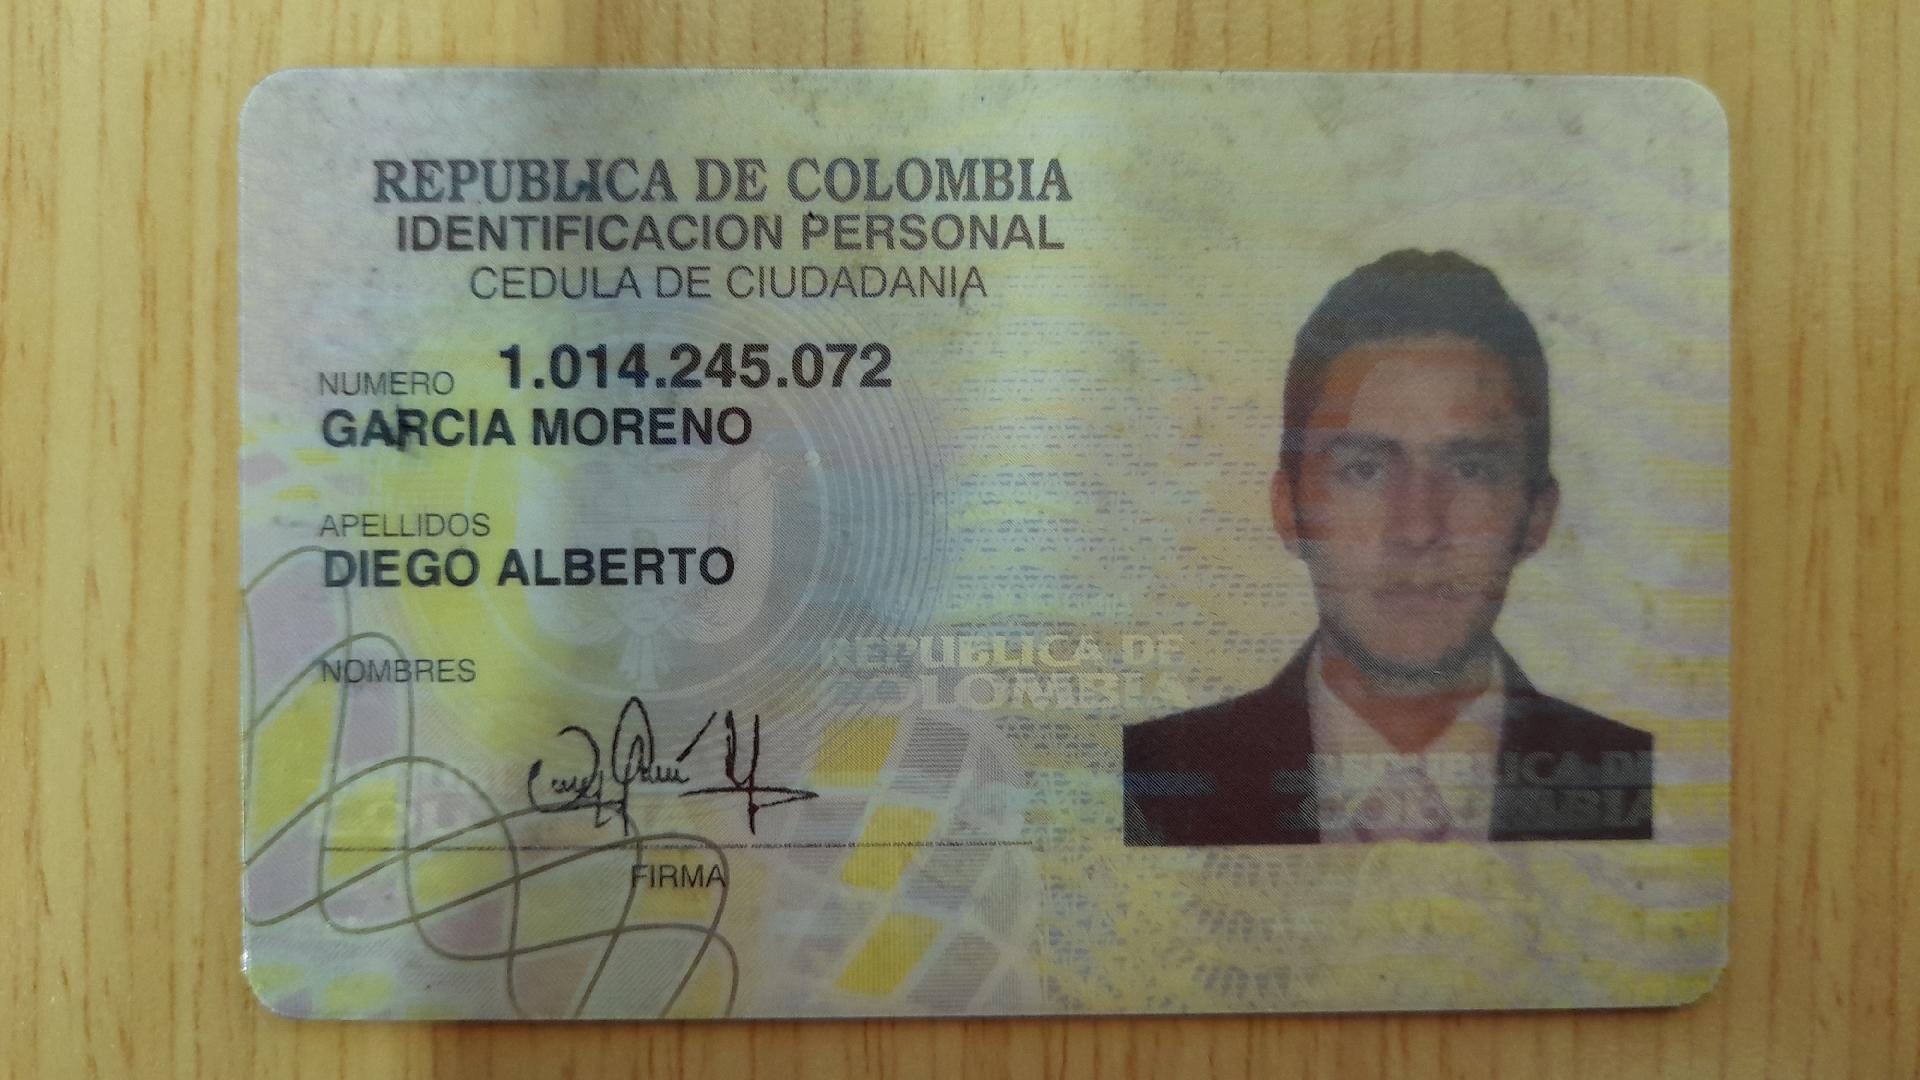 REPUBLICA DE COLOMBIA
IDENTIFICACION PERSONAL
CEDULA DE CIUDADANIA
NUMERO 1.014.245.072
GARCIA MORENO
APELLIDOS
DIEGO ALBERTO
NOMBRES
REPUBLICA DE
COLOMBIA
REPUBLICA DE
COLOMBIA
FIRMA